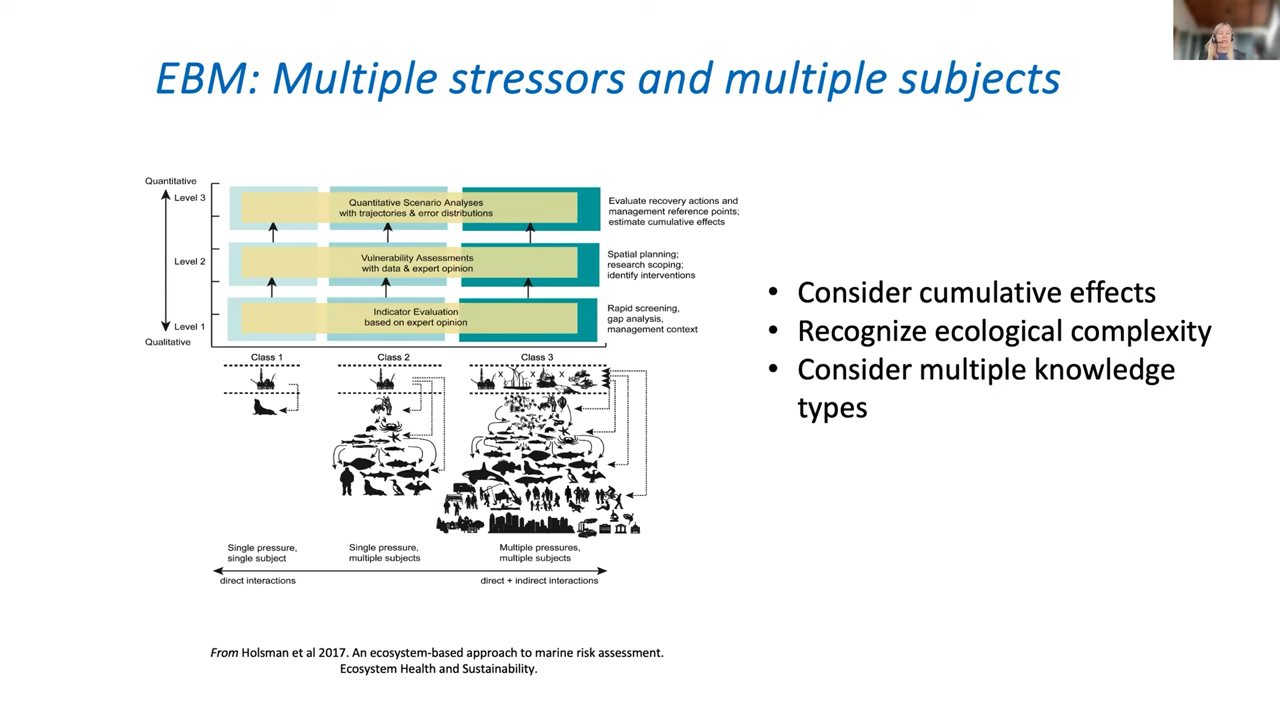 EBM: Multiple stressors and multiple subjects
Quantitative
Level 3
Quantitative Scenario Analyses
with trajectories & error distributions
Evaluate recovery actions and
management reference points;
estimate cumulative effects
Level 2
Vulnerability Assessments
with data & expert opinion
Spatial planning;
research scoping;
identify interventions
Level 1
Qualitative
Indicator Evaluation
based on expert opinion
Rapid screening,
gap analysis,
management context
Class 1
Class 2
Class 3
X
X
Single pressure,
single subject
Single pressure,
multiple subjects
Multiple pressures,
multiple subjects
direct interactions
direct + indirect interactions
• Consider cumulative effects
• Recognize ecological complexity
• Consider multiple knowledge
types
From Holsman et al 2017. An ecosystem-based approach to marine risk assessment.
Ecosystem Health and Sustainability.